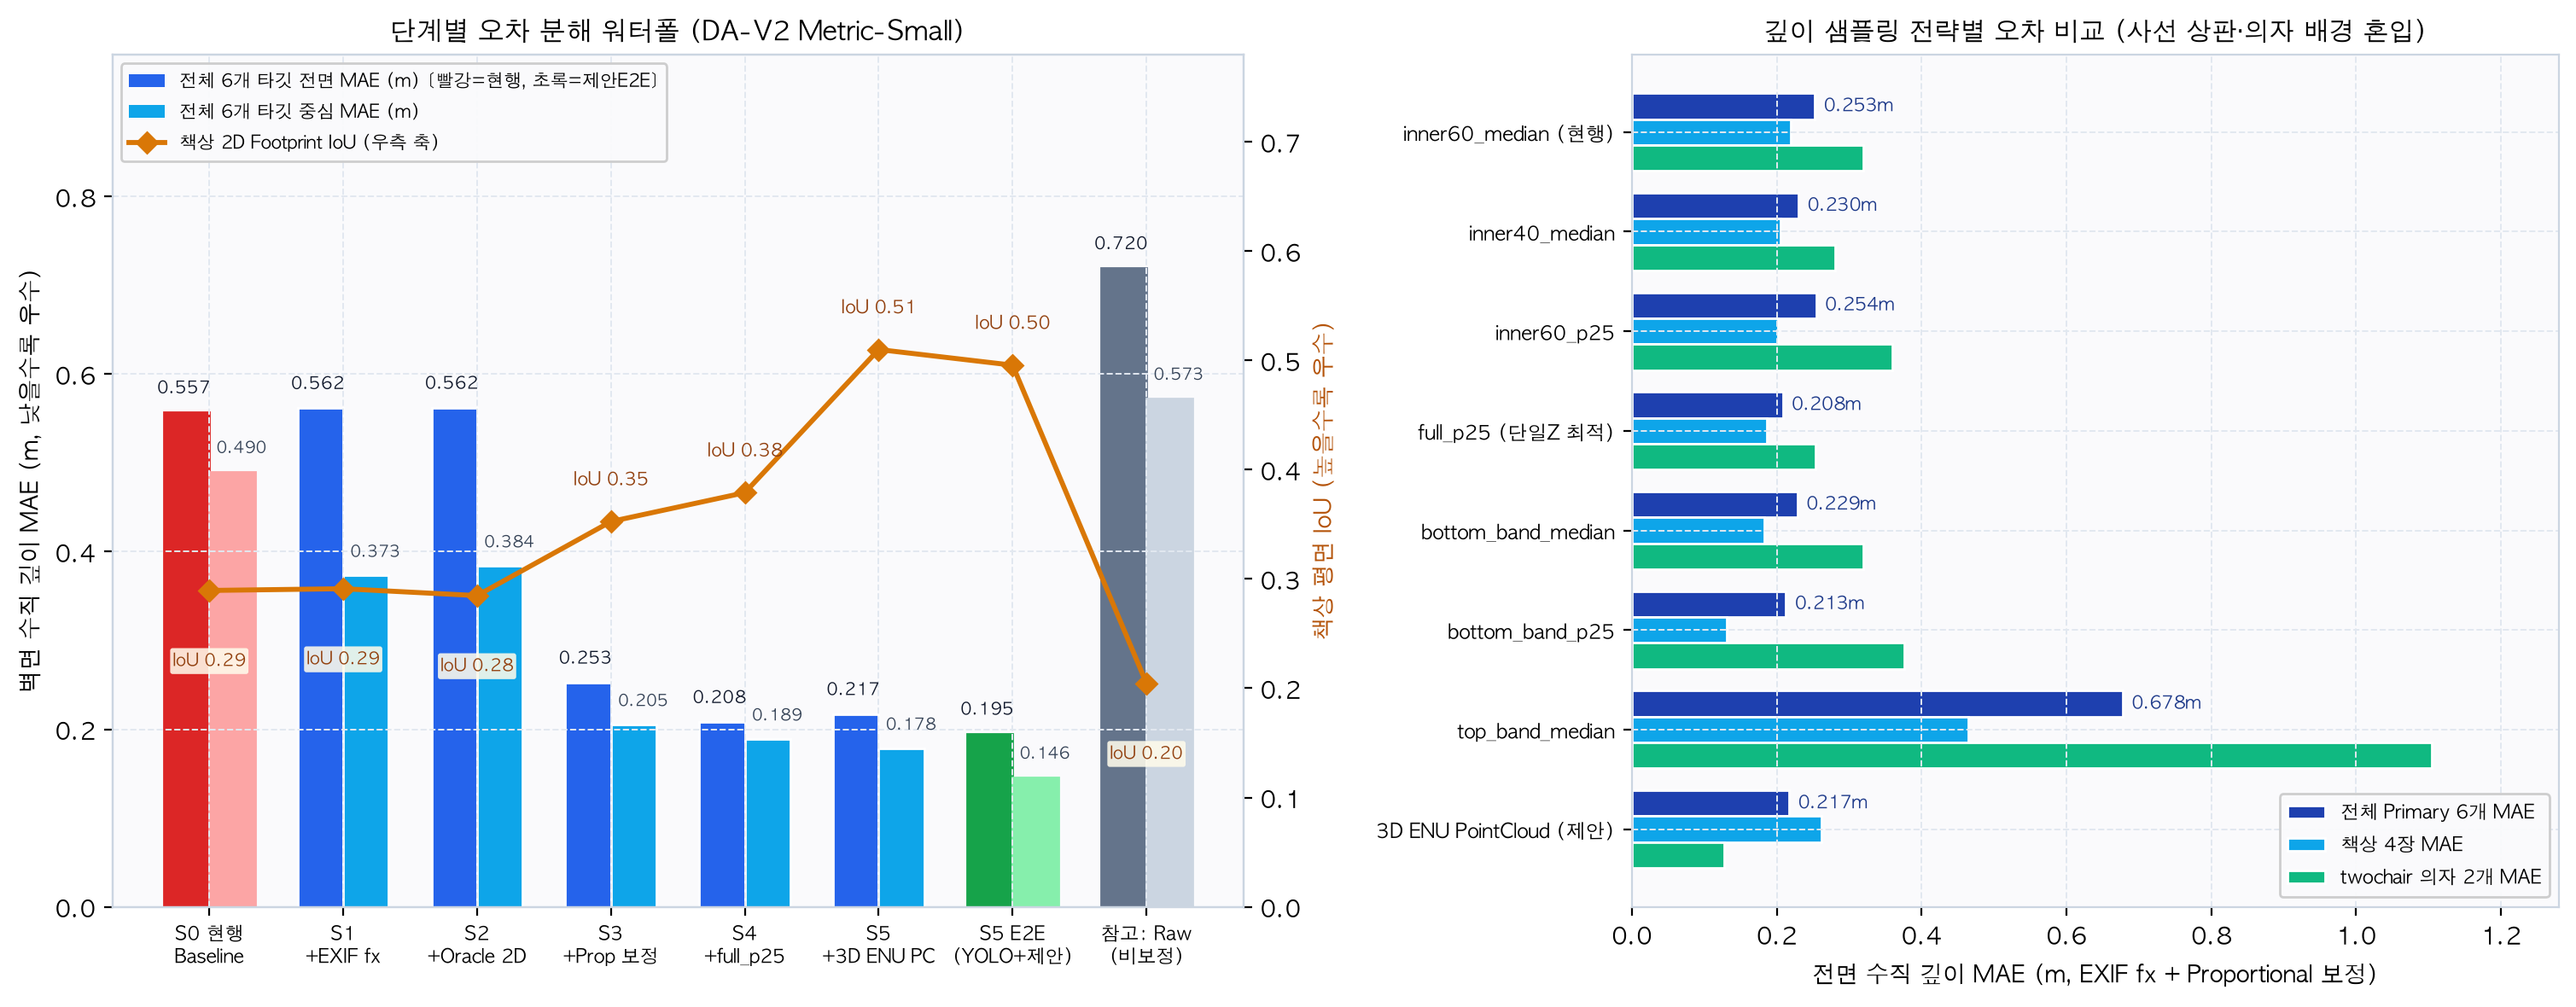 단계별 오차 분해 워터폴 (DA-V2 Metric-Small)
전체 6개 타깃 전면 MAE (m) [빨강=현행, 초록=제안E2E]
전체 6개 타깃 중심 MAE (m)
책상 2D Footprint IoU (우측 축)
벽면 수직 깊이 MAE (m, 낮을수록 우수)
0.8
0.6
0.4
0.2
0.0
0.557
0.490
0.562
0.373
0.562
0.384
0.253
0.205
0.208
0.189
0.217
0.178
0.195
0.146
0.720
0.573
IoU 0.29
IoU 0.29
IoU 0.28
IoU 0.35
IoU 0.38
IoU 0.51
IoU 0.50
IoU 0.20
S0 현행
Baseline
S1
+EXIF fx
S2
+Oracle 2D
S3
+Prop 보정
S4
+full_p25
S5
+3D ENU PC
S5 E2E
(YOLO+제안)
참고: Raw
(비보정)
0.7
0.6
0.5
0.4
0.3
0.2
0.1
0.0
책상 평면 IoU (높을수록 우수)
깊이 샘플링 전략별 오차 비교 (사선 상판·의자 배경 혼입)
inner60_median (현행)
0.253m
inner40_median
0.230m
inner60_p25
0.254m
full_p25 (단일Z 최적)
0.208m
bottom_band_median
0.229m
bottom_band_p25
0.213m
top_band_median
0.678m
3D ENU PointCloud (제안)
0.217m
전체 Primary 6개 MAE
책상 4장 MAE
twochair 의자 2개 MAE
0.0
0.2
0.4
0.6
0.8
1.0
1.2
전면 수직 깊이 MAE (m, EXIF fx + Proportional 보정)